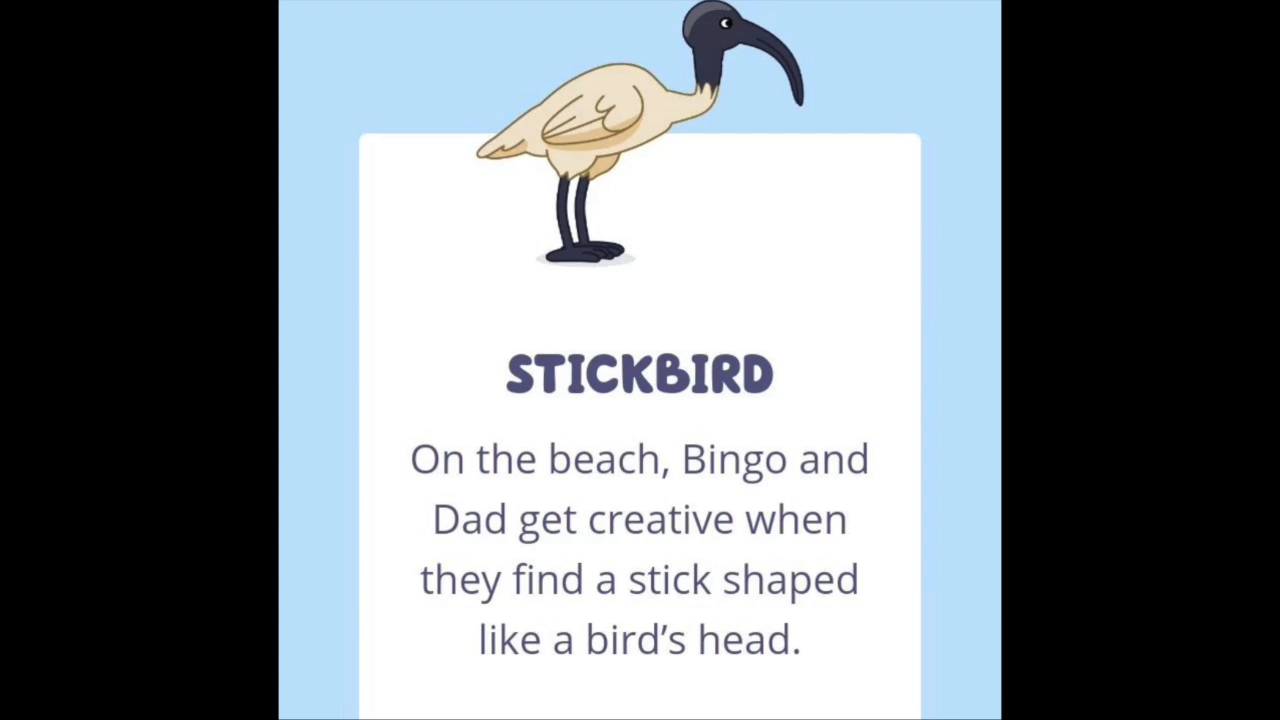 STICKBIRD
On the beach, Bingo and
Dad get creative when
they find a stick shaped
like a bird’s head.